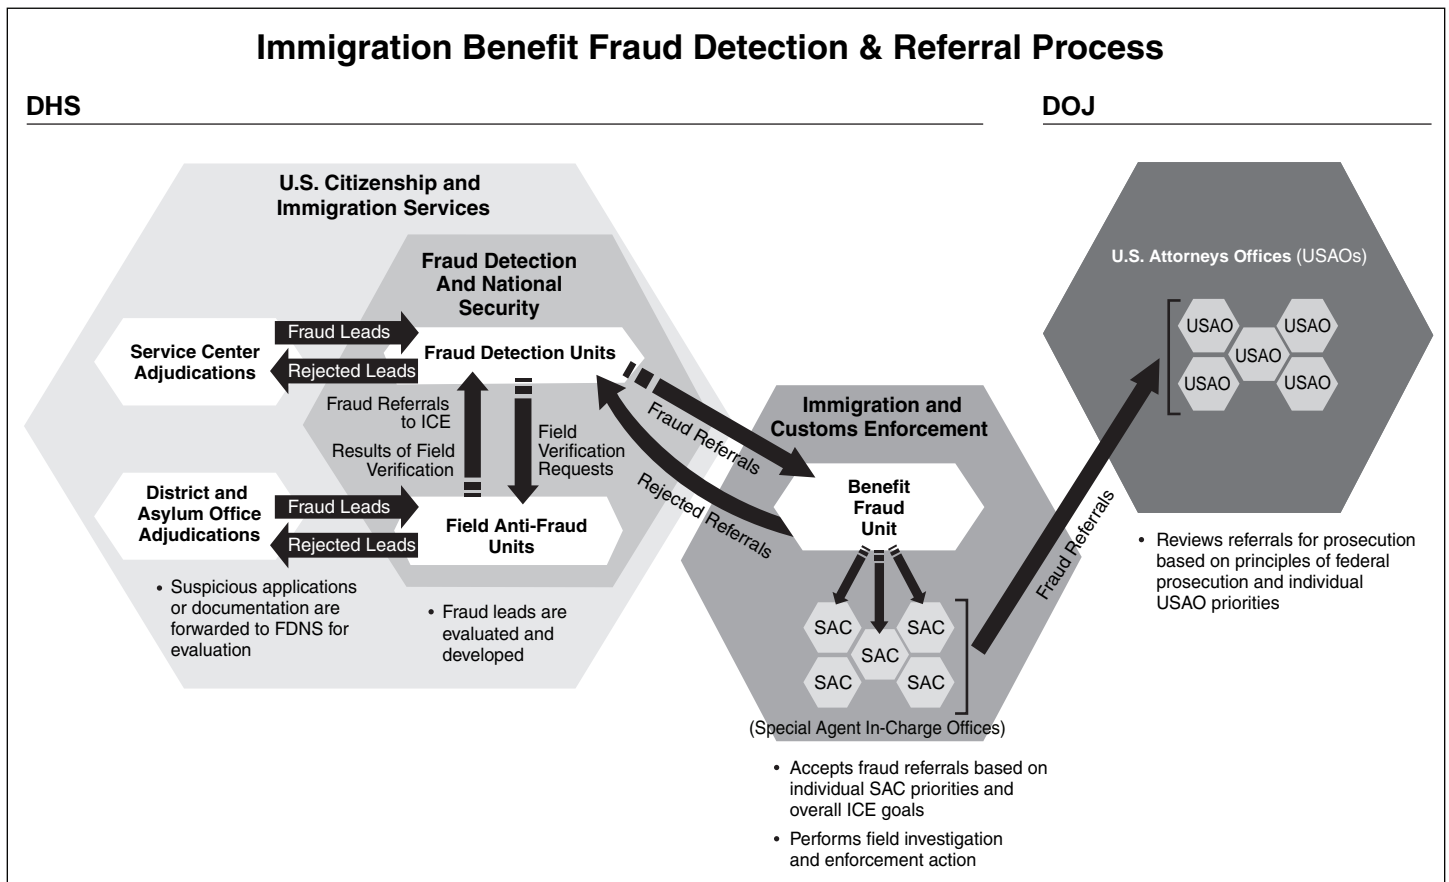 Immigration Benefit Fraud Detection & Referral Process
DHS
DOJ
U.S. Citizenship and
Immigration Services
Fraud Detection
And National
Security
Service Center
Adjudications
Fraud Leads
Rejected Leads
Fraud Detection Units
Fraud Referrals
to ICE
Results of Field
Verification
Field
Verification
Requests
District and
Asylum Office
Adjudications
Fraud Leads
Rejected Leads
Field Anti-Fraud
Units
• Suspicious applications
or documentation are
forwarded to FDNS for
evaluation
• Fraud leads are
evaluated and
developed
Fraud Referrals
Rejected Referrals
Immigration and
Customs Enforcement
Benefit
Fraud
Unit
SAC
SAC
SAC
SAC
SAC
(Special Agent In-Charge Offices)
• Accepts fraud referrals based on
individual SAC priorities and
overall ICE goals
• Performs field investigation
and enforcement action
Fraud Referrals
U.S. Attorneys Offices (USAOs)
USAO
USAO
USAO
USAO
USAO
• Reviews referrals for prosecution
based on principles of federal
prosecution and individual
USAO priorities